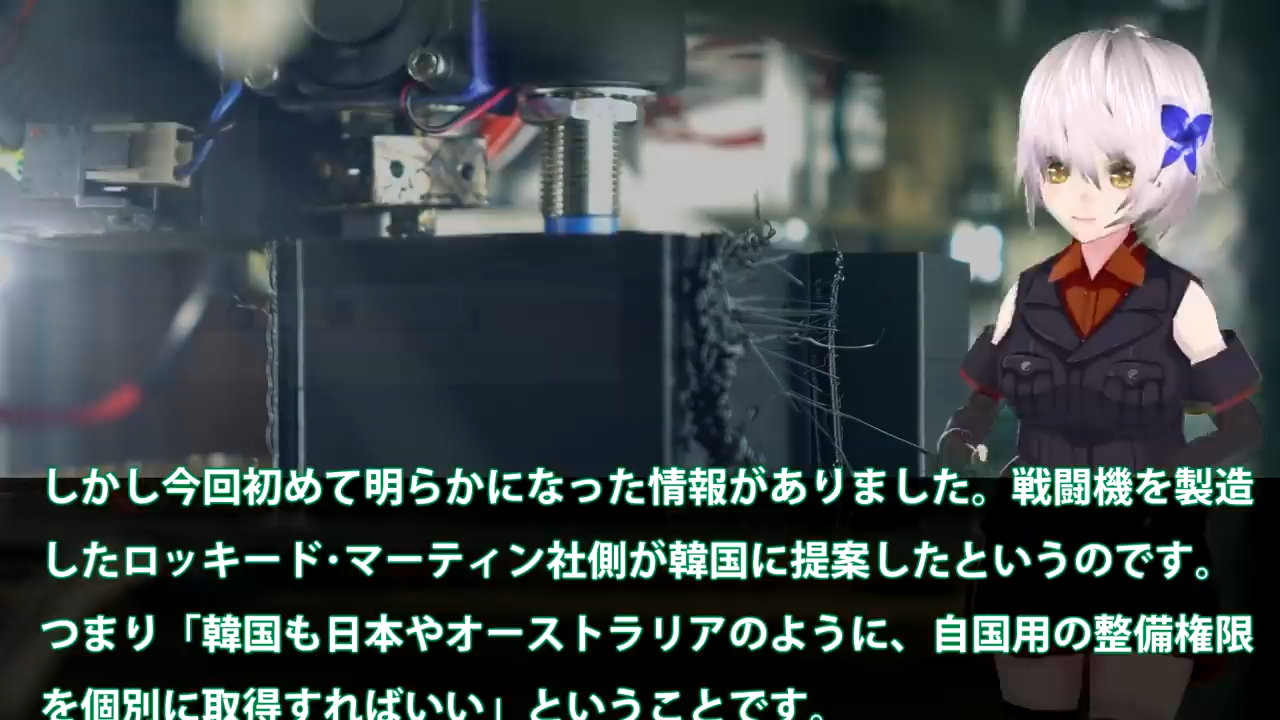 しかし今回初めて明らかになった情報がありました。戦闘機を製造
したロッキード・マーティン社側が韓国に提案したというのです。
つまり「韓国も日本やオーストラリアのように、自国用の整備権限
を個別に取得すればいい」ということです。